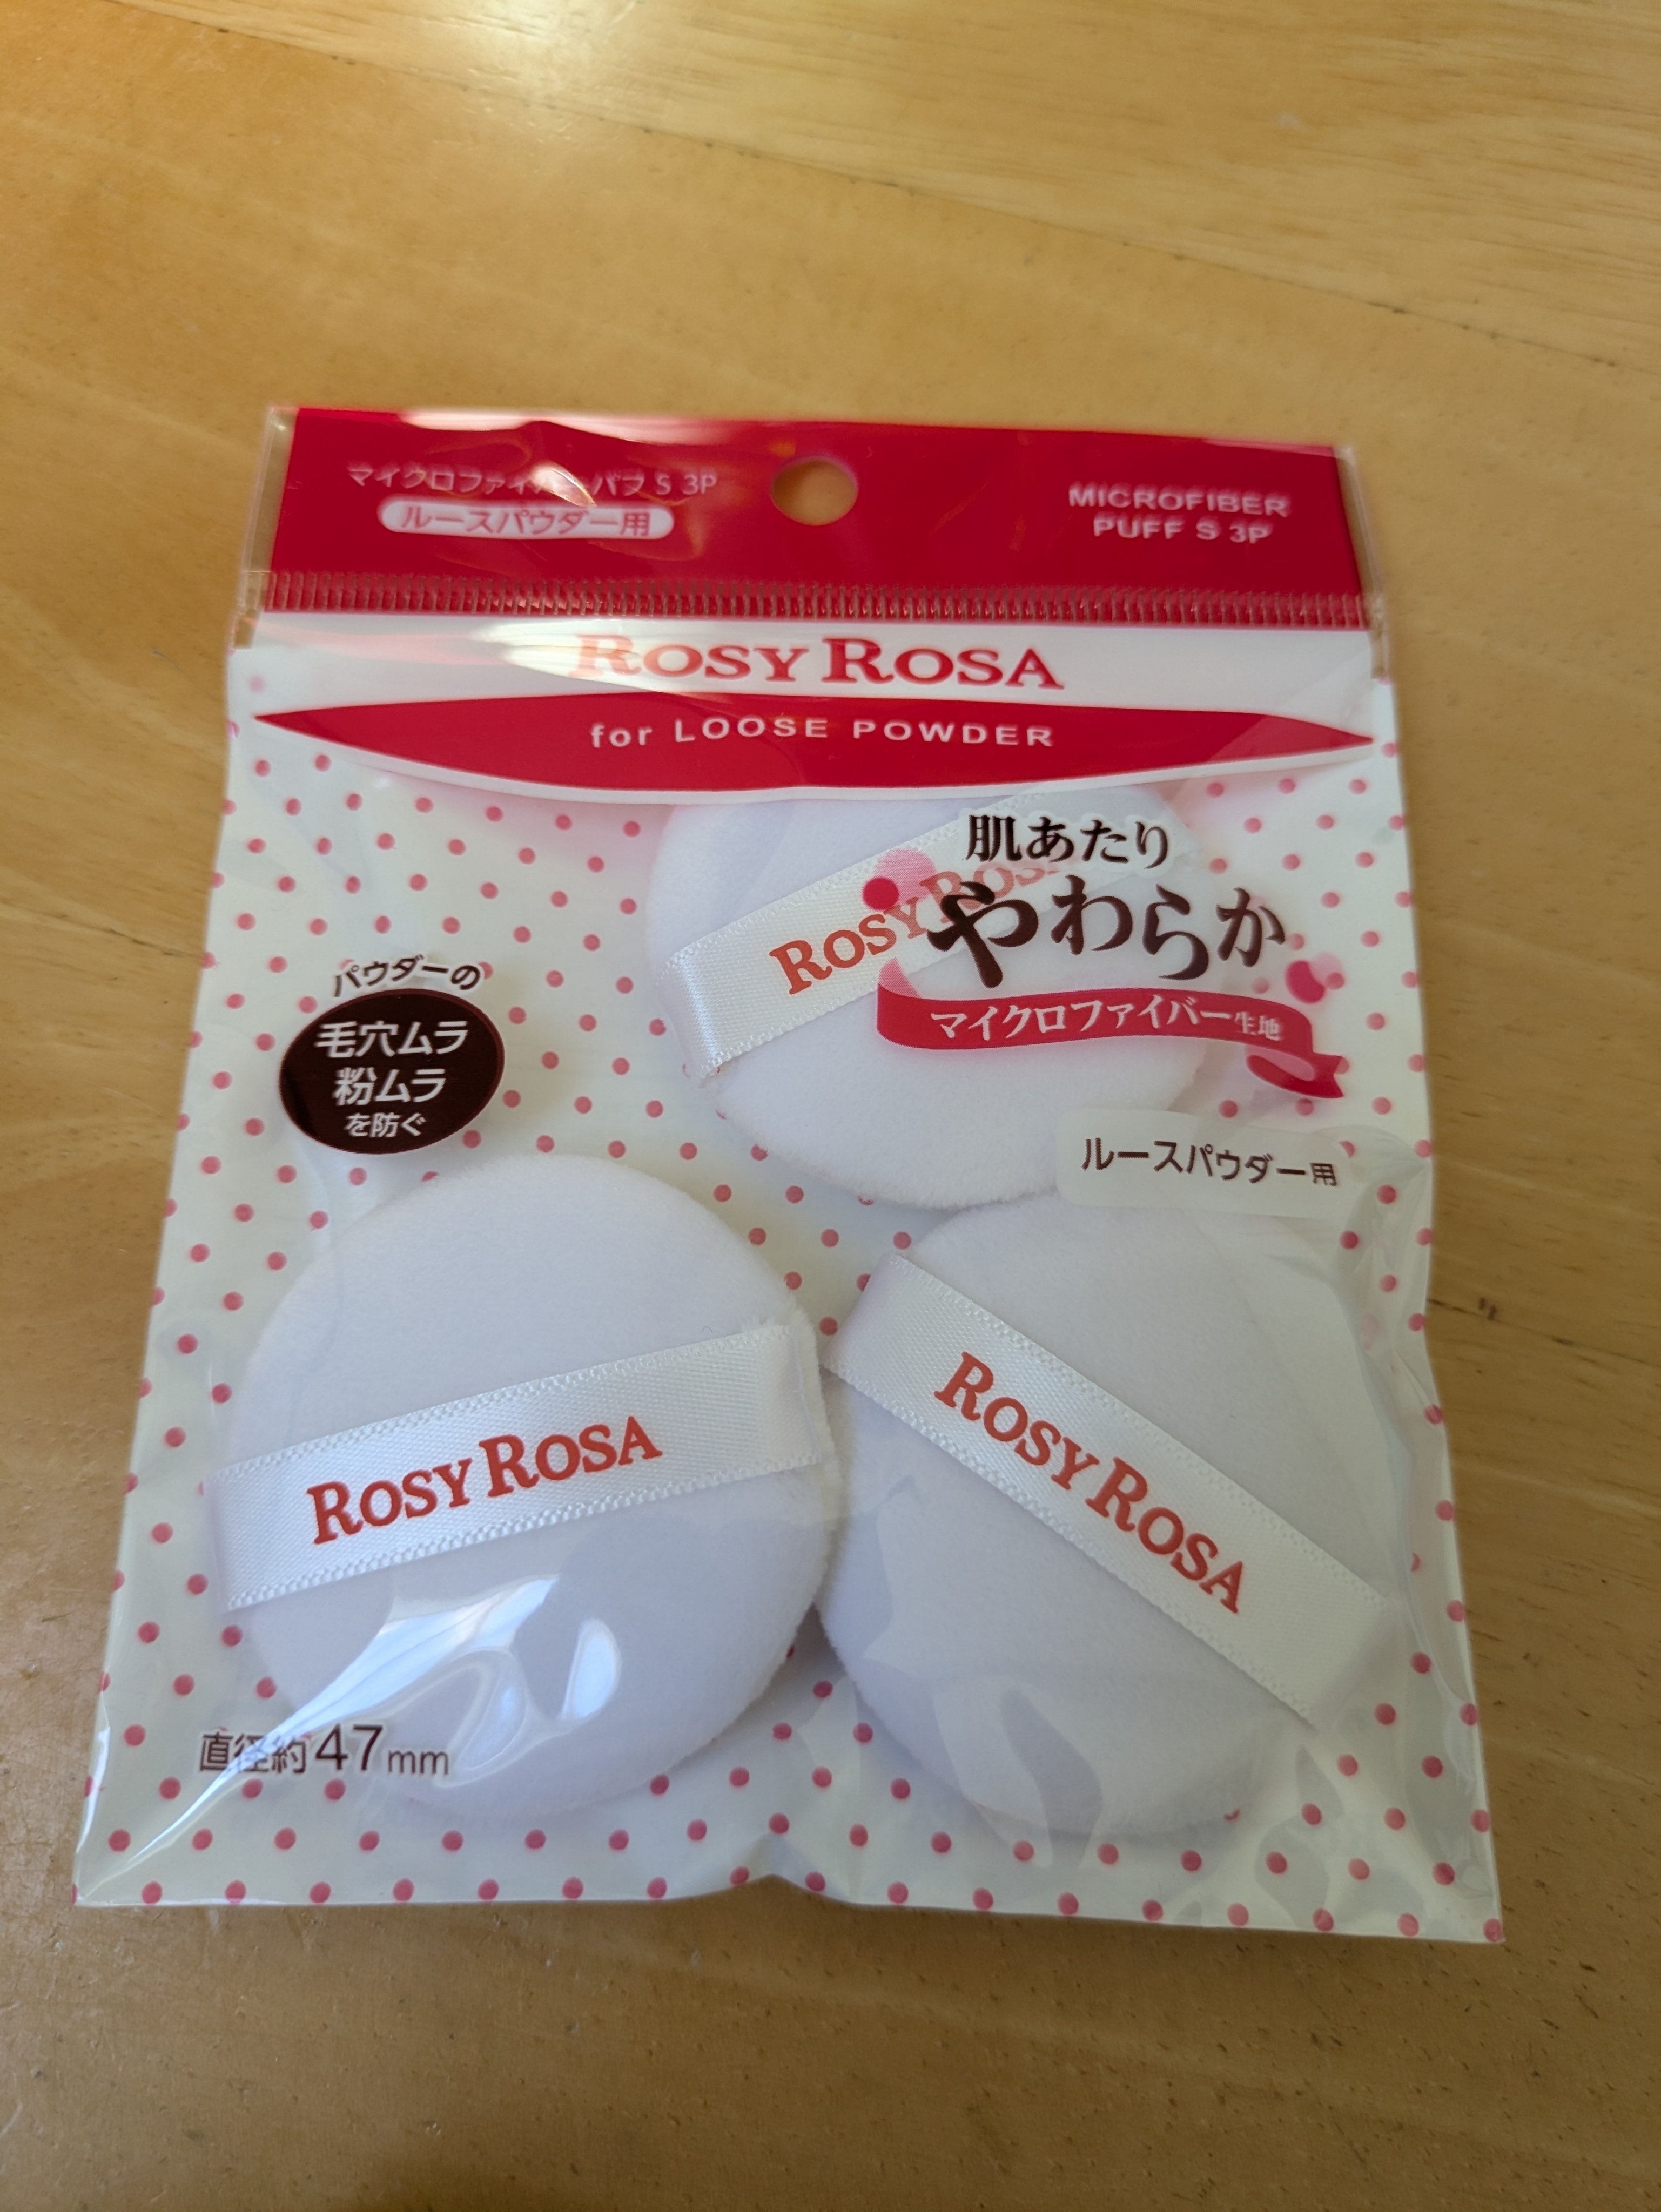 マイクロファイバーパフ S 3P
ルースパウダー用
MICROFIBER
PUFF S 3P
ROSY ROSA
for LOOSE POWDER
肌あたり
やわらか
マイクロファイバー生地
ROSY ROSA
パウダーの
毛穴ムラ
粉ムラ
を防ぐ
ルースパウダー用
ROSY ROSA
ROSY ROSA
直径約47mm